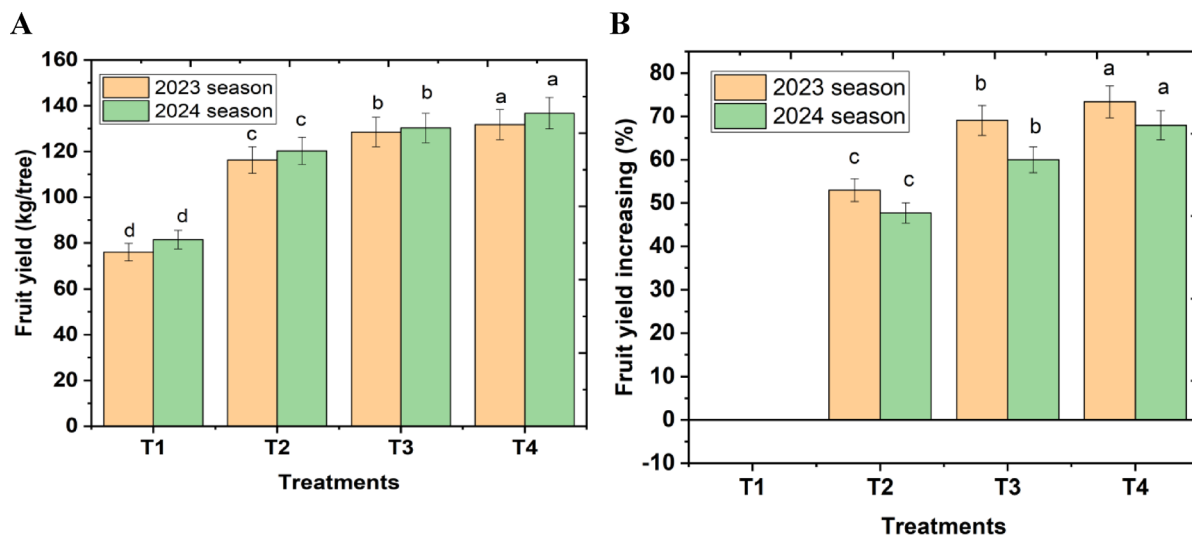 A
Fruit yield (kg/tree)
160
140
120
100
80
60
40
20
0
2023 season
2024 season
d
d
c
c
b
b
a
a
T1
T2
T3
T4
Treatments
B
Fruit yield increasing (%)
80
70
60
50
40
30
20
10
0
-10
2023 season
2024 season
c
c
b
b
a
a
T1
T2
T3
T4
Treatments